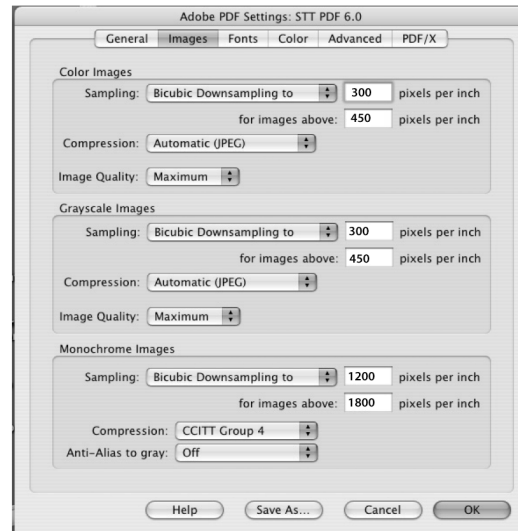 Adobe PDF Settings: STT PDF 6.0
General Images Fonts Color Advanced PDF/X
Color Images
Sampling: Bicubic Downsampling to 300 pixels per inch
for images above: 450 pixels per inch
Compression: Automatic (JPEG)
Image Quality: Maximum
Grayscale Images
Sampling: Bicubic Downsampling to 300 pixels per inch
for images above: 450 pixels per inch
Compression: Automatic (JPEG)
Image Quality: Maximum
Monochrome Images
Sampling: Bicubic Downsampling to 1200 pixels per inch
for images above: 1800 pixels per inch
Compression: CCITT Group 4
Anti-Alias to gray: Off
Help Save As... Cancel OK